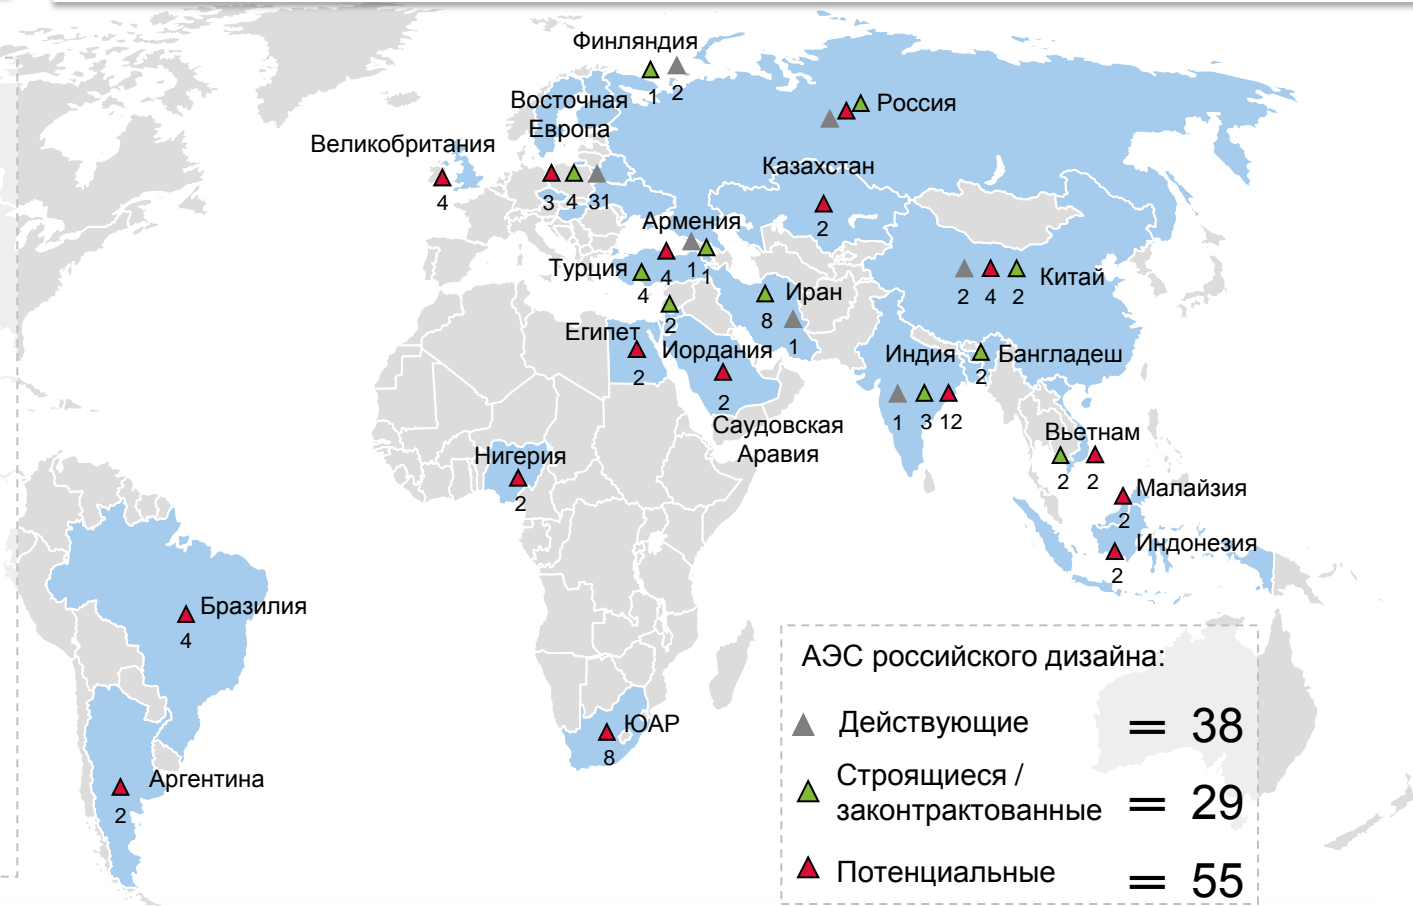 Финляндия
1 2
Восточная
Европа
Россия
Великобритания
4
3 4 31
Казахстан
2
Армения
1 1
Турция
4
4
2
Иран
8
1
Китай
2 4 2
Египет
2
Иордания
2
Саудовская
Аравия
Индия
1 3 12
Бангладеш
2
Вьетнам
2 2
Нигерия
2
Малайзия
2
Индонезия
2
Бразилия
4
Аргентина
2
ЮАР
8
АЭС российского дизайна:
Действующие = 38
Строящиеся /
законтрактованные = 29
Потенциальные = 55